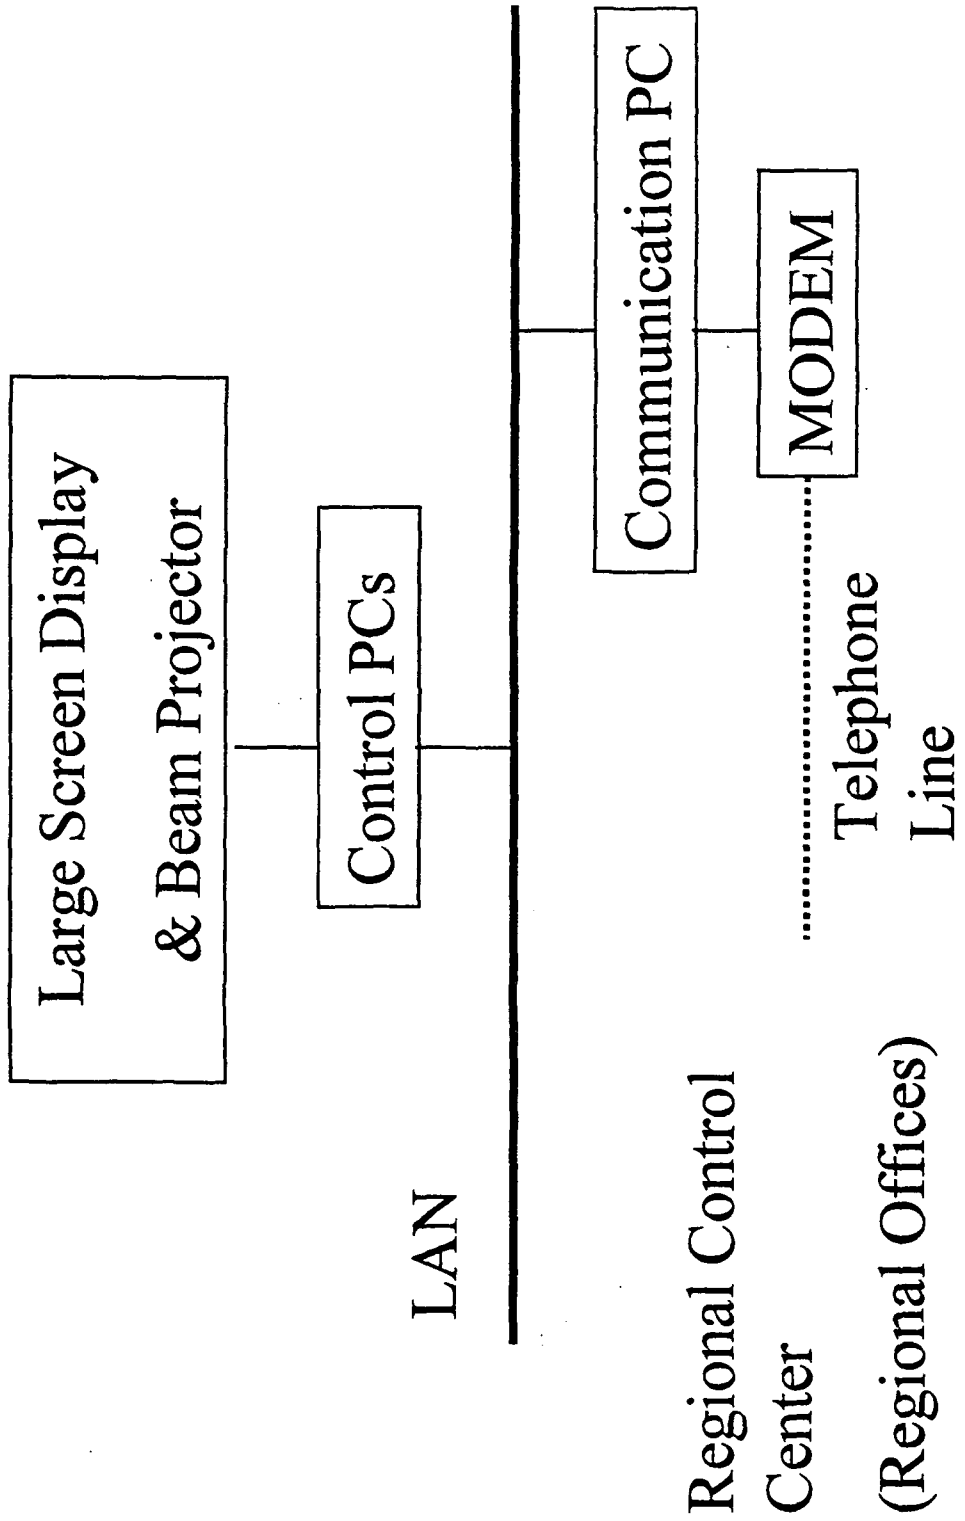 Large Screen Display
& Beam Projector
Control PCs
LAN
Communication PC
MODEM
Telephone
Line
Regional Control
Center
(Regional Offices)